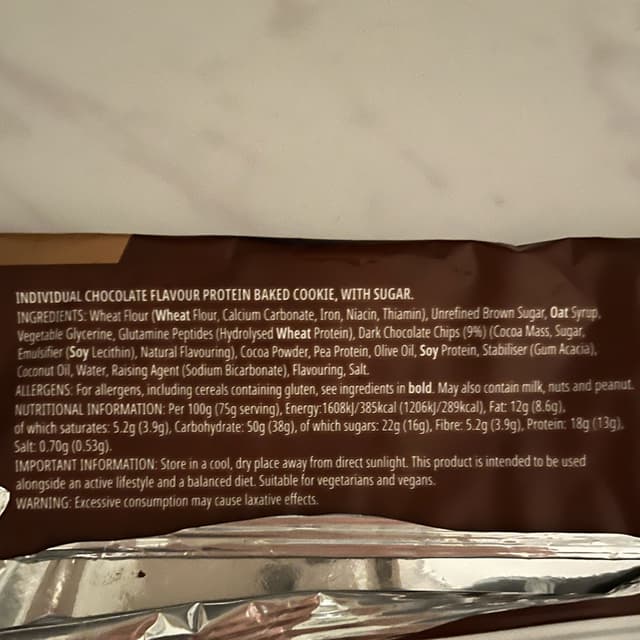 INDIVIDUAL CHOCOLATE FLAVOUR PROTEIN BAKED COOKIE, WITH SUGAR.
INGREDIENTS: Wheat Flour (Wheat Flour, Calcium Carbonate, Iron, Niacin, Thiamin), Unrefined Brown Sugar, Oat Syrup,
Vegetable Glycerine, Glutamine Peptides (Hydrolysed Wheat Protein), Dark Chocolate Chips (9%) (Cocoa Mass, Sugar,
Emulsifier (Soy Lecithin), Natural Flavouring), Cocoa Powder, Pea Protein, Olive Oil, Soy Protein, Stabiliser (Gum Acacia),
Coconut Oil, Water, Raising Agent (Sodium Bicarbonate), Flavouring, Salt.
ALLERGENS: For allergens, including cereals containing gluten, see ingredients in bold. May also contain milk, nuts and peanut.
NUTRITIONAL INFORMATION: Per 100g (75g serving), Energy:1608kJ/385kcal (1206kJ/289kcal), Fat: 12g (8.6g),
of which saturates: 5.2g (3.9g), Carbohydrate: 50g (38g), of which sugars: 22g (16g), Fibre: 5.2g (3.9g), Protein: 18g (13g),
Salt: 0.70g (0.53g).
IMPORTANT INFORMATION: Store in a cool, dry place away from direct sunlight. This product is intended to be used
alongside an active lifestyle and a balanced diet. Suitable for vegetarians and vegans.
WARNING: Excessive consumption may cause laxative effects.